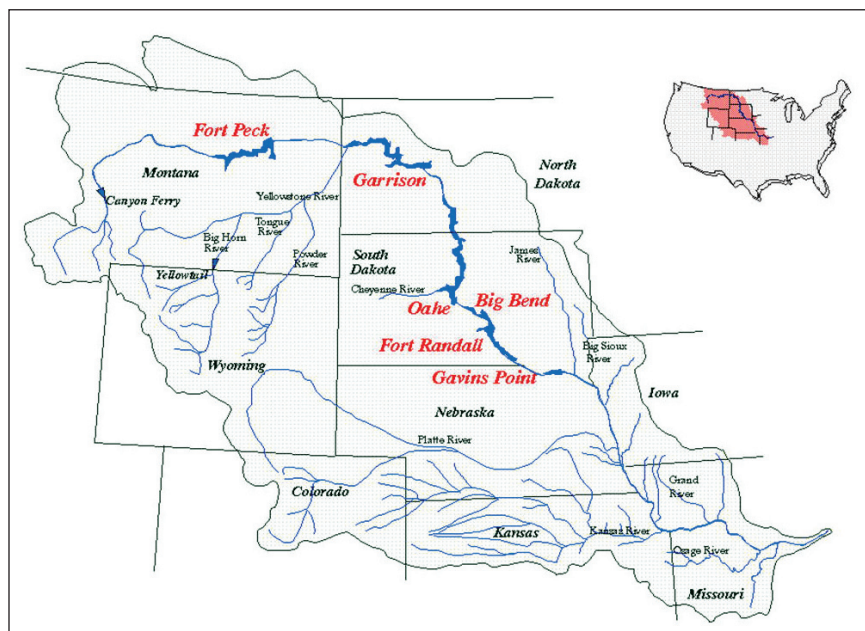 Fort Peck
Montana
Garrison
North
Dakota
Canyon Ferry
Yellowstone River
Big Horn
River
Tongue
River
Powder
River
Yellowtail
South
Dakota
James
River
Cheyenne River
Oahe
Big Bend
Fort Randall
Big Sioux
River
Wyoming
Gavins Point
Iowa
Nebraska
Platte River
Colorado
Grand
River
Kansas
Kansas River
Osage River
Missouri